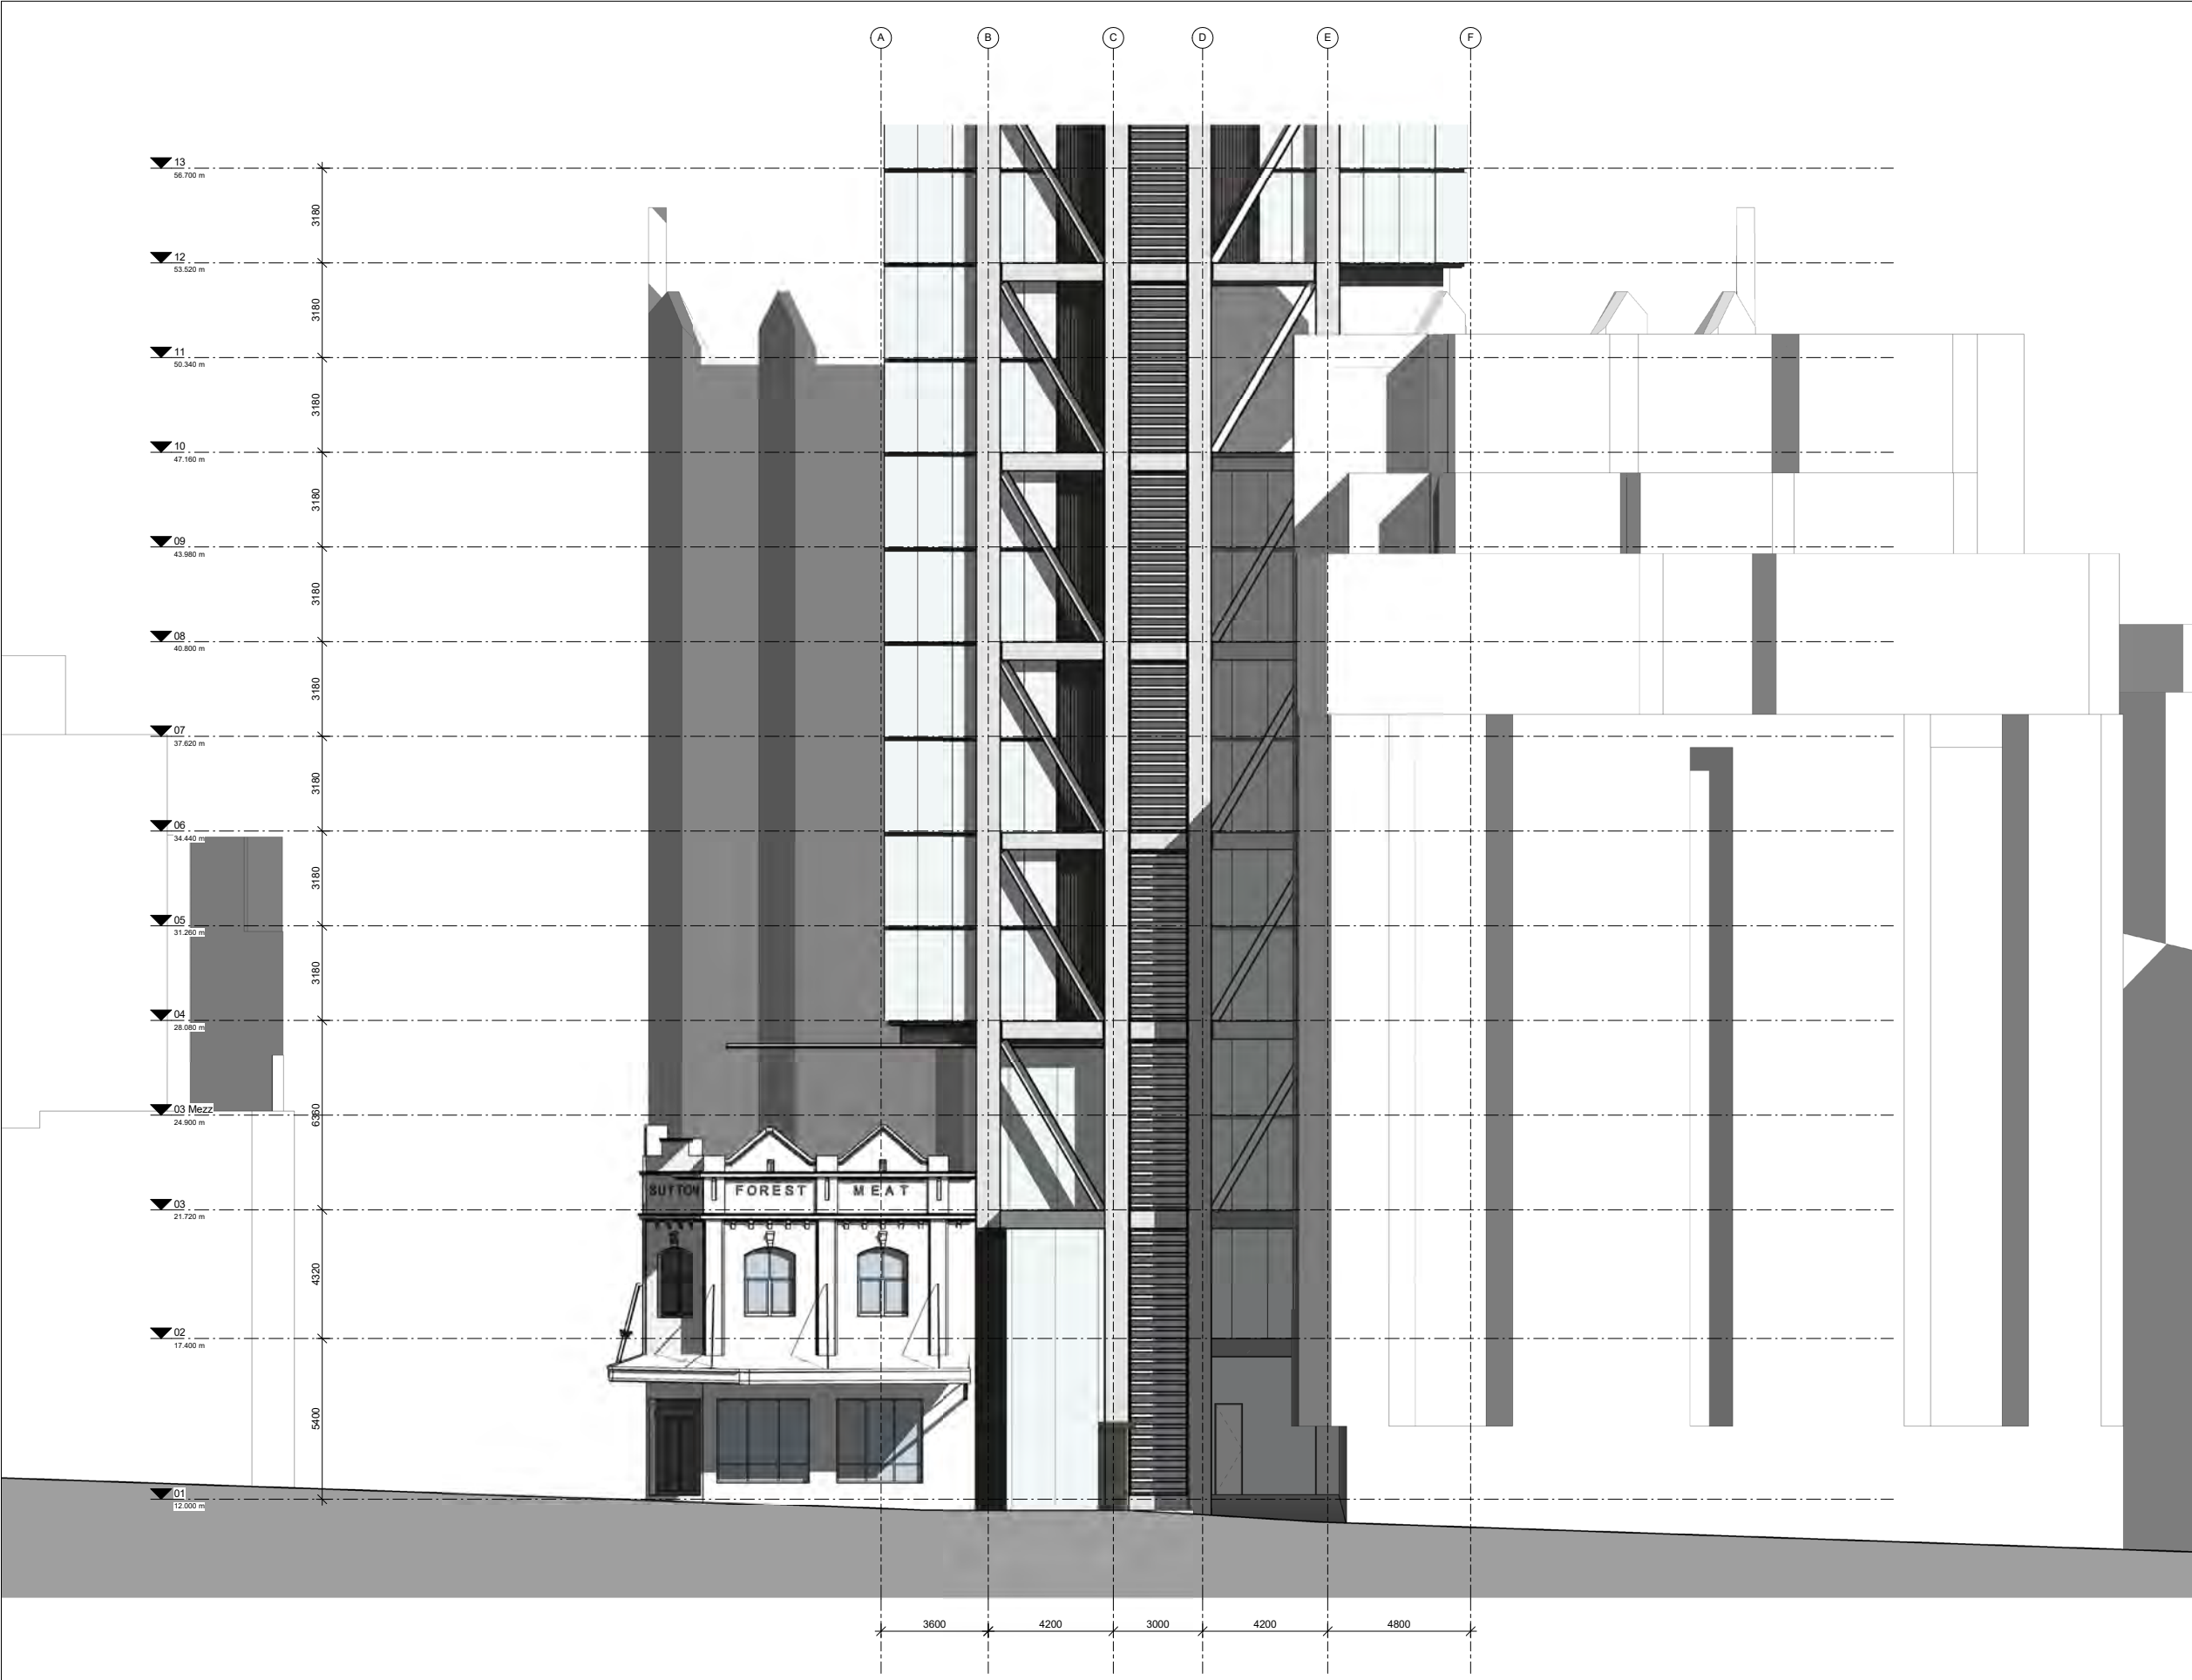 A B C D E F
13
56.700 m
3180
12
53.520 m
3180
11
50.340 m
3180
10
47.160 m
3180
09
43.980 m
3180
08
40.800 m
3180
07
37.620 m
3180
06
34.440 m
3180
05
31.260 m
3180
04
28.080 m
03 Mezz
24.900 m
6360
SUTTON FOREST MEAT
03
21.720 m
4320
02
17.400 m
5400
01
12.000 m
3600 4200 3000 4200 4800